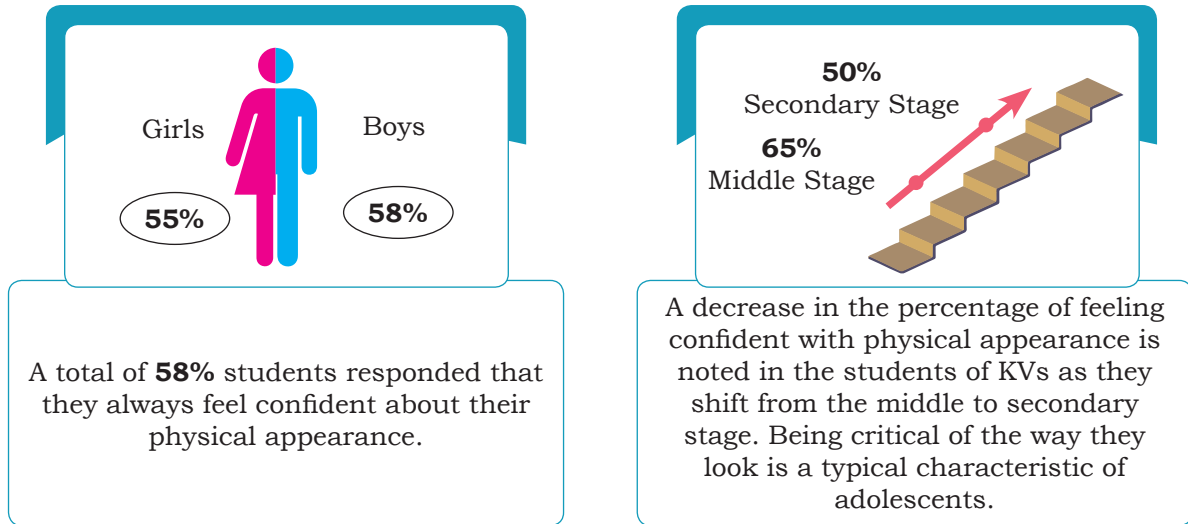 Girls
Boys
55%
58%
A total of 58% students responded that
they always feel confident about their
physical appearance.
50%
Secondary Stage
65%
Middle Stage
A decrease in the percentage of feeling
confident with physical appearance is
noted in the students of KVs as they
shift from the middle to secondary
stage. Being critical of the way they
look is a typical characteristic of
adolescents.